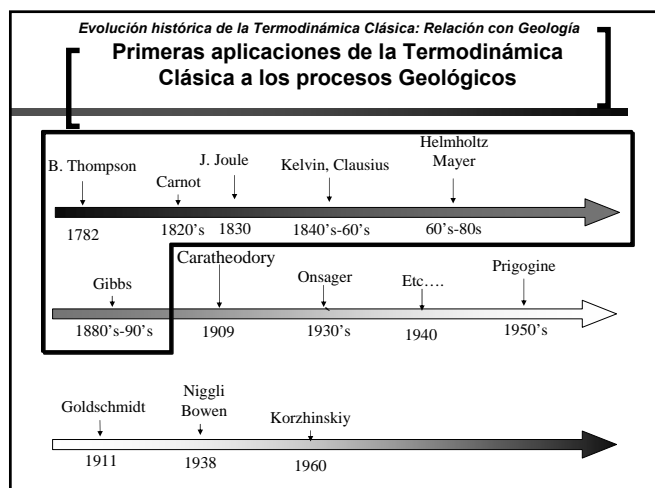 Evolución histórica de la Termodinámica Clásica: Relación con Geología
Primeras aplicaciones de la Termodinámica
Clásica a los procesos Geológicos
B. Thompson
Carnot
J. Joule
Kelvin, Clausius
Helmholtz
Mayer
1782
1820's
1830
1840's-60's
60's-80s
Gibbs
Caratheodory
Onsager
Etc….
Prigogine
1880's-90's
1909
1930's
1940
1950's
Goldschmidt
Niggli
Bowen
Korzhinskiy
1911
1938
1960